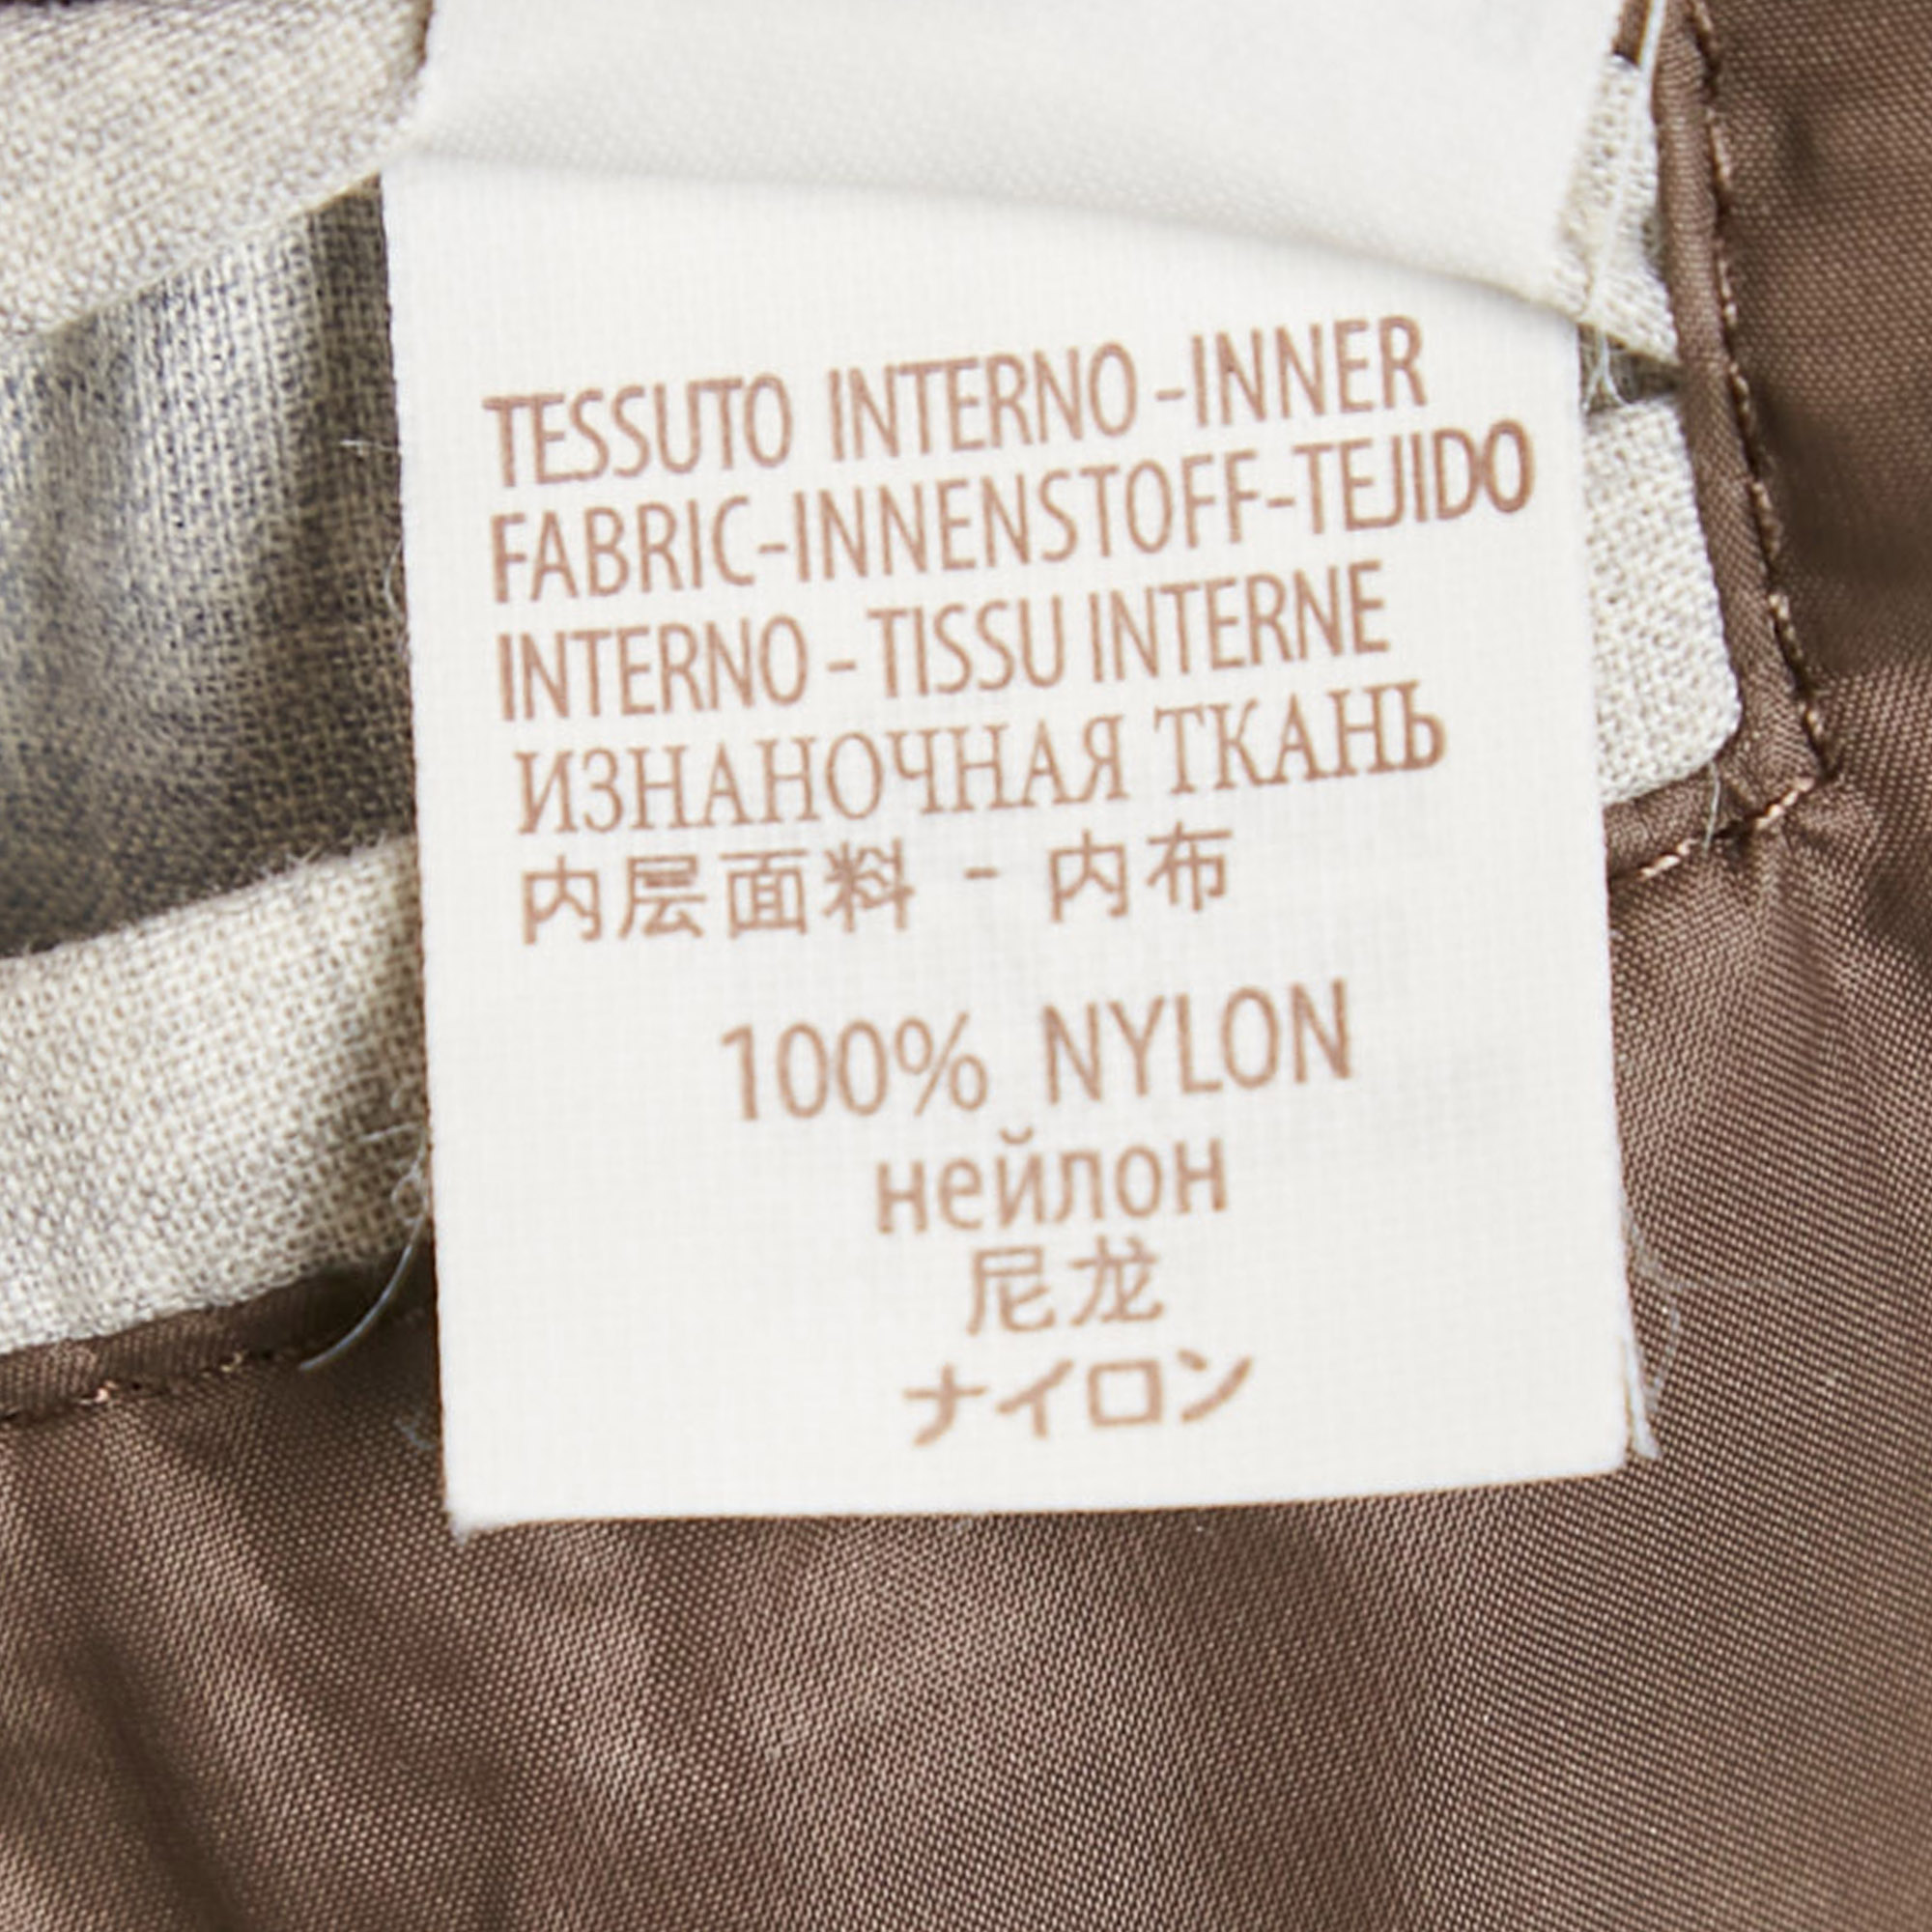 TESSUTO INTERNO -INNER
FABRIC-INNENSTOFF-TEJIDO
INTERNO - TISSU INTERNE
ИЗНАНОЧНАЯ ТКАНЬ
内层面料 - 内布
100% NYLON
нейлон
尼龙
ナイロン